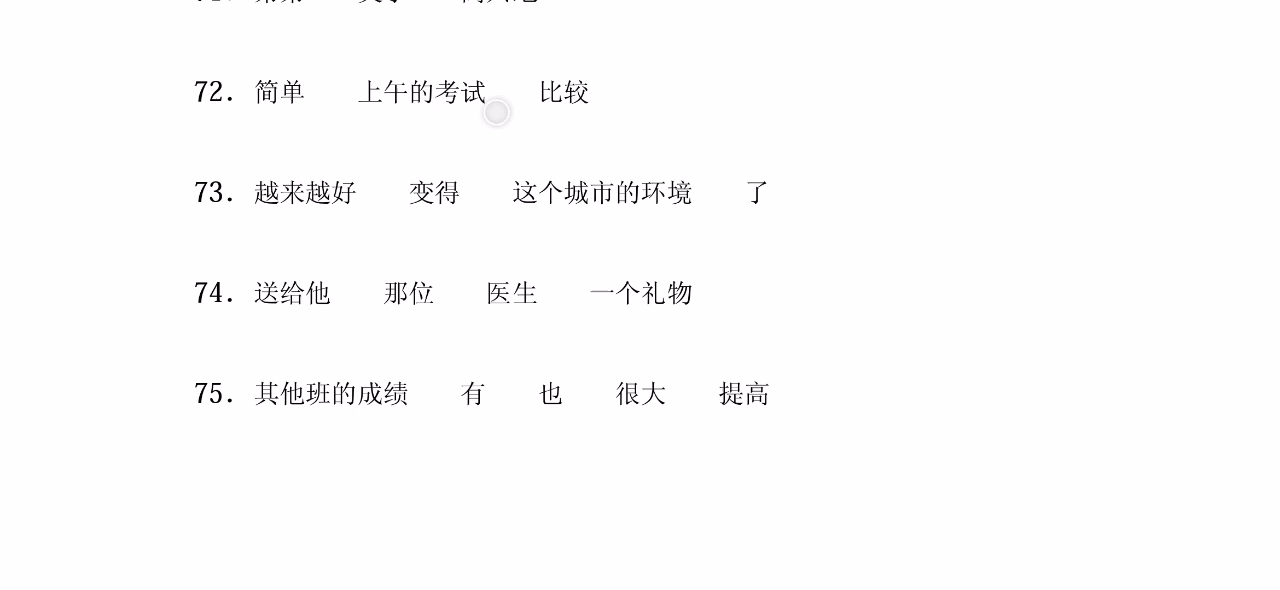 72. 简单 上午的考试 比较
73. 越来越好 变得 这个城市的环境 了
74. 送给他 那位 医生 一个礼物
75. 其他班的成绩 有 也 很大 提高